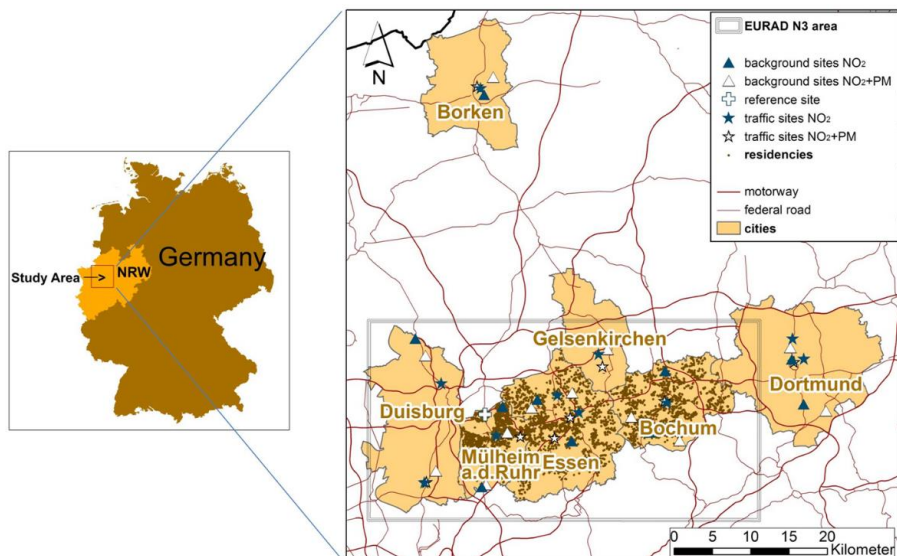 Germany
NRW
Study Area
N
EURAD N3 area
background sites NO2
background sites NO2+PM
reference site
traffic sites NO2
traffic sites NO2+PM
residencies
motorway
federal road
cities
Borken
Gelsenkirchen
Dortmund
Duisburg
Bochum
Mülheim
a.d.Ruhr
Essen
0 5 10 15 20
Kilometer